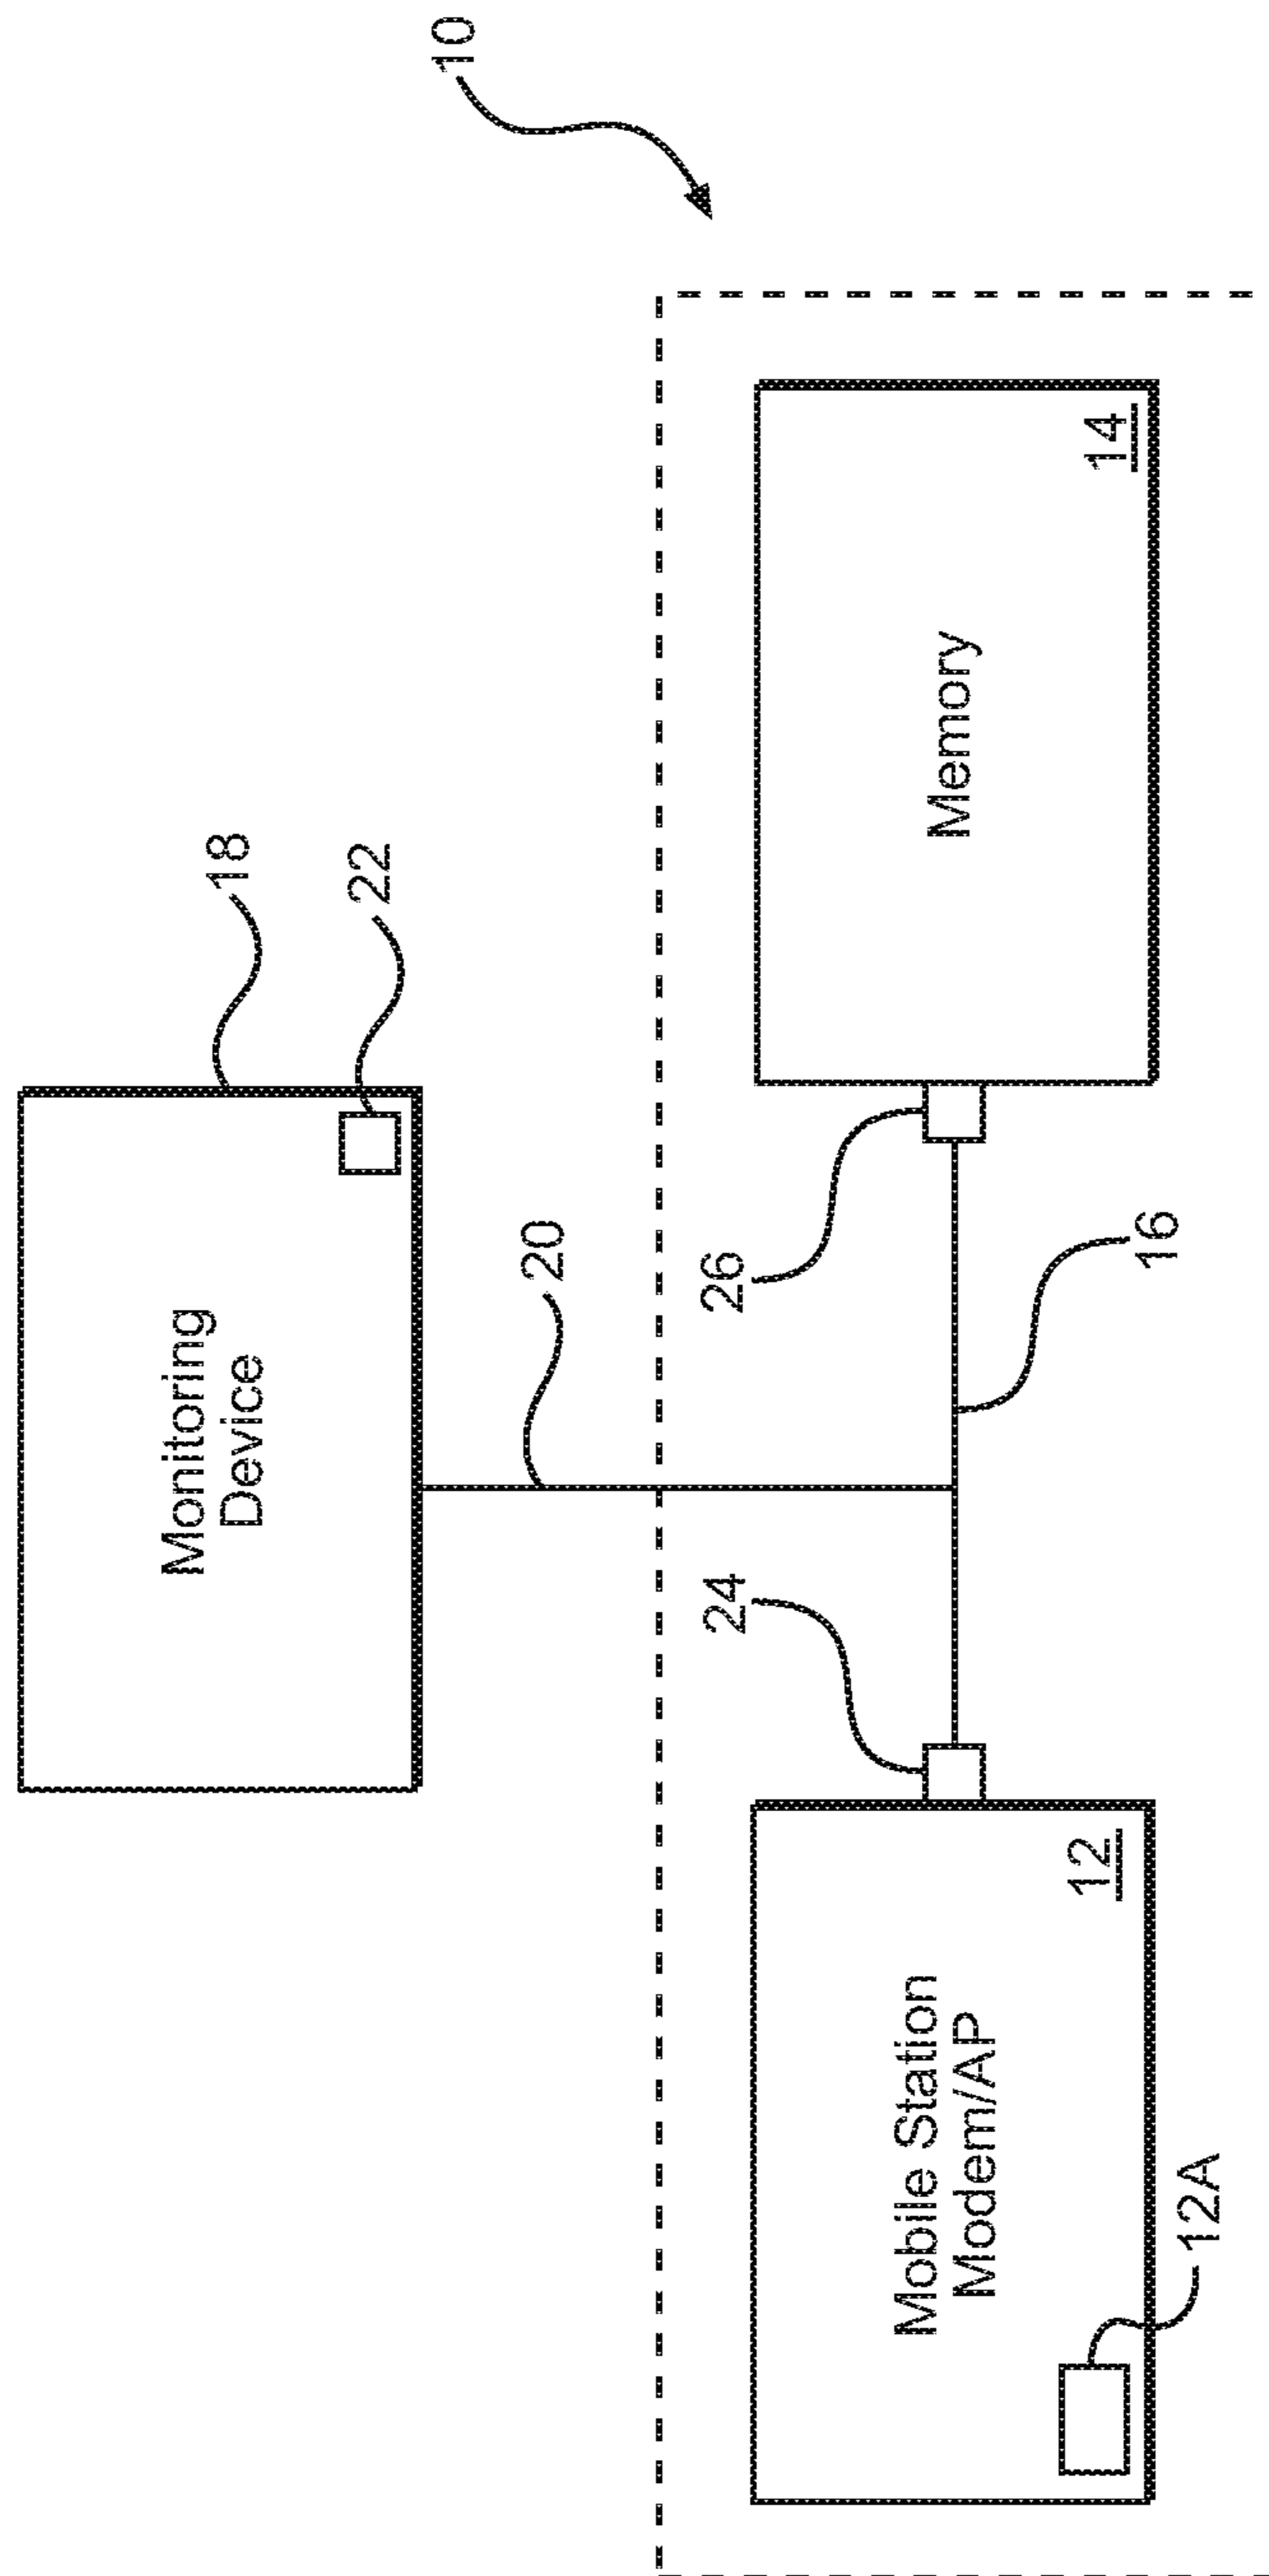 10
Monitoring
Device
18
22
20
24
26
Mobile Station
Modem/AP
12
12A
16
Memory
14